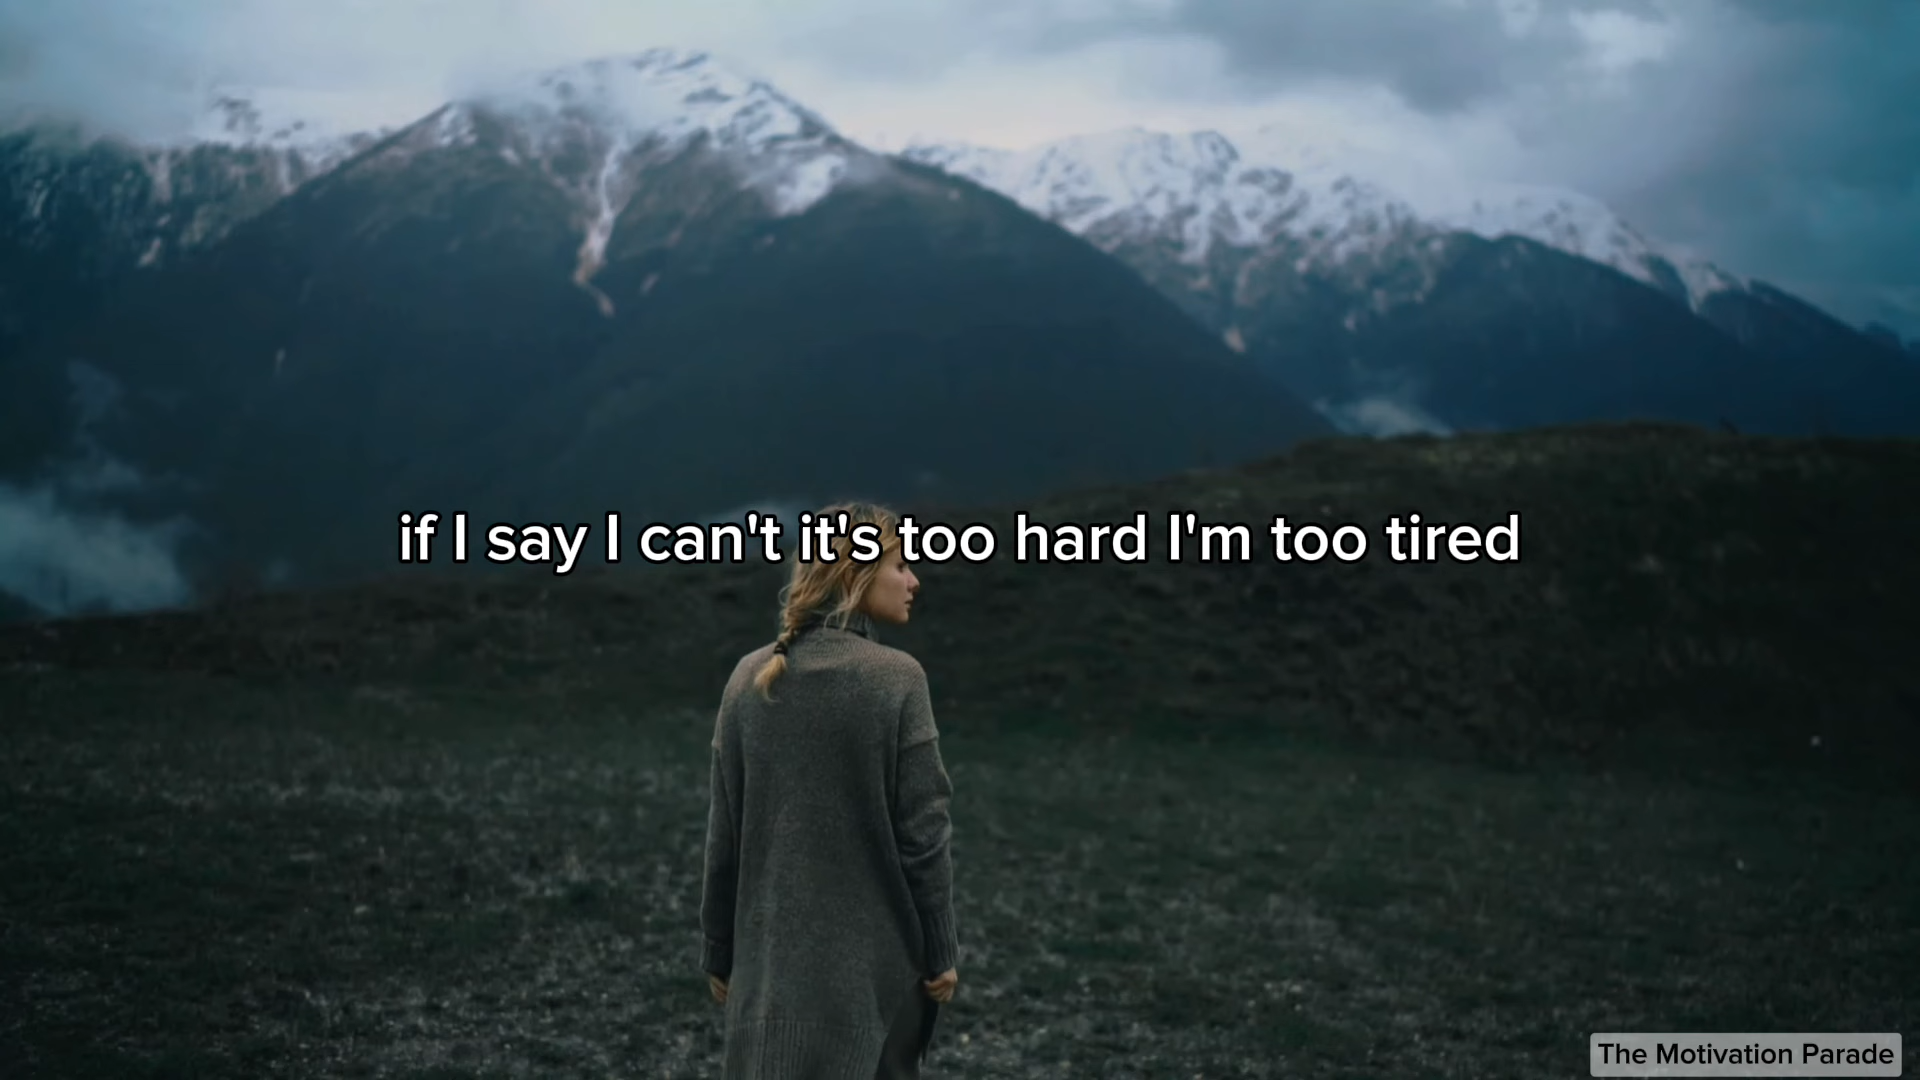 if I say I can't it's too hard I'm too tired
The Motivation Parade